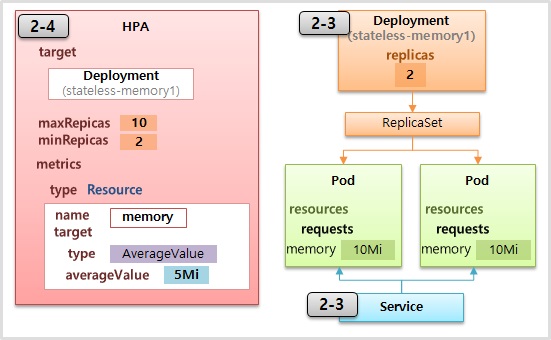 2-4
HPA
target
Deployment
(stateless-memory1)
maxRepicas 10
minRepicas 2
metrics
type Resource
name memory
target
type AverageValue
averageValue 5Mi
2-3
Deployment
(stateless-memory1)
replicas
2
ReplicaSet
Pod
resources
requests
memory 10Mi
Pod
resources
requests
memory 10Mi
2-3
Service